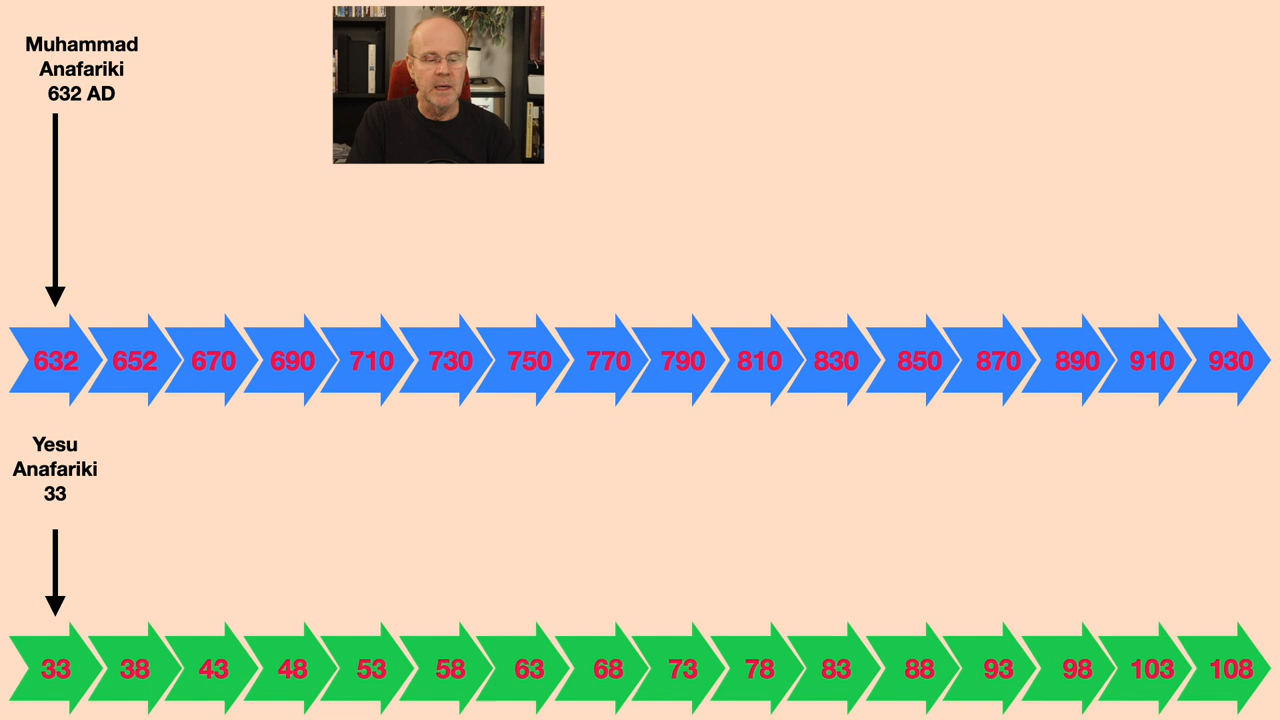 Muhammad
Anafariki
632 AD
632 652 670 690 710 730 750 770 790 810 830 850 870 890 910 930
Yesu
Anafariki
33
33 38 43 48 53 58 63 68 73 78 83 88 93 98 103 108